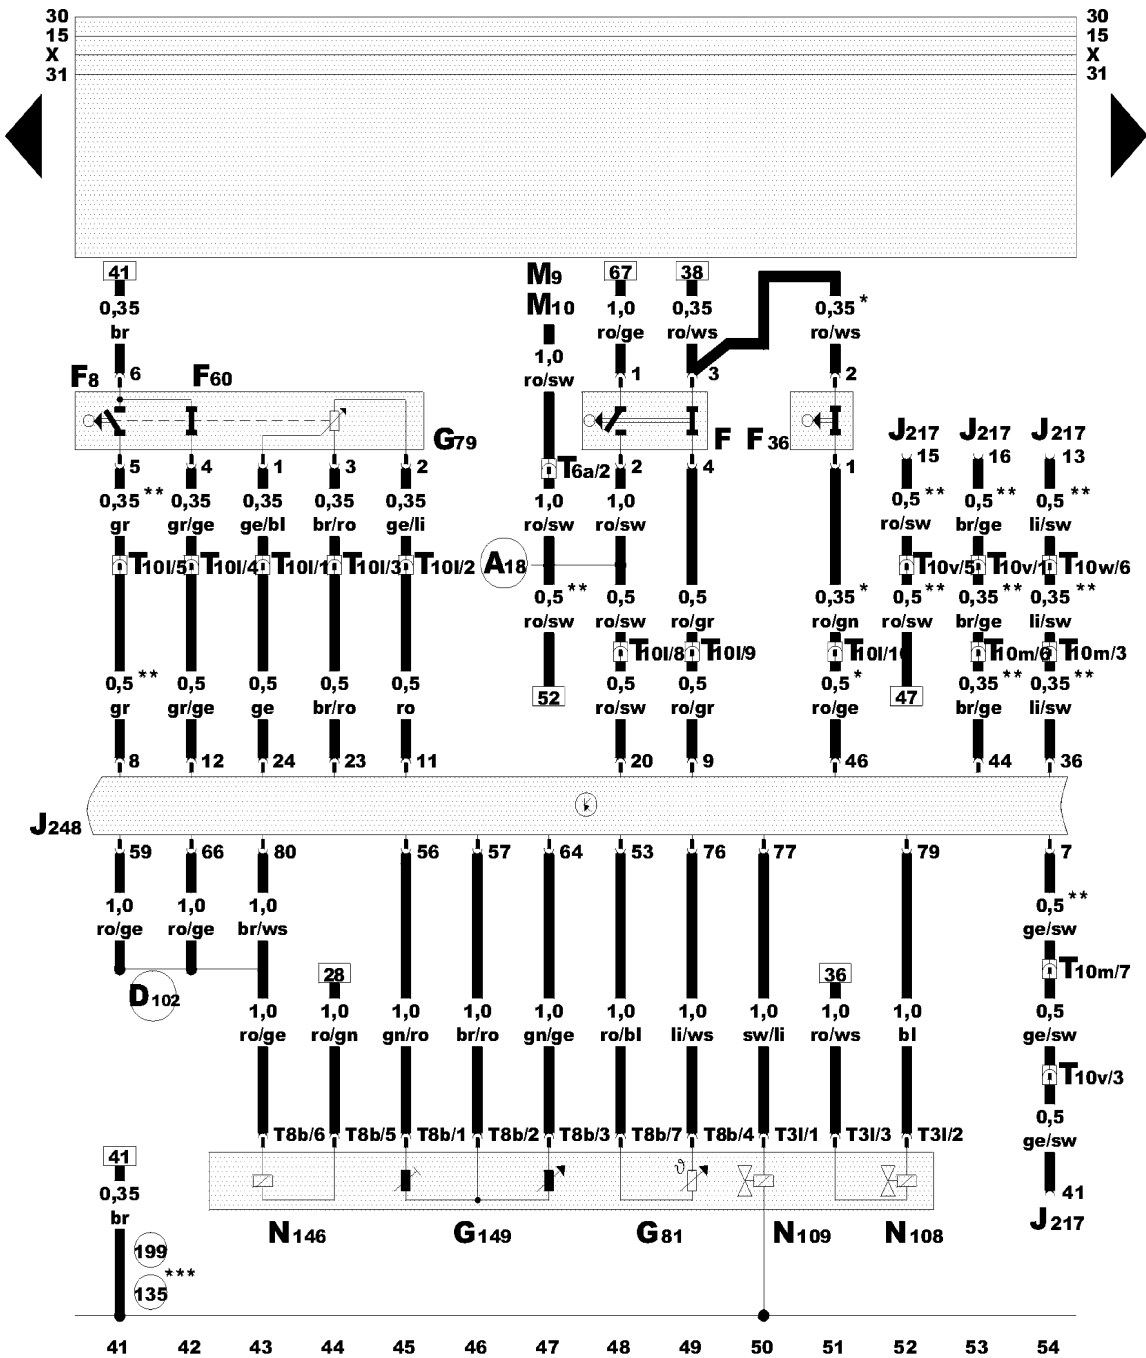 30 30
15 15
X X
31 31
41 M9 67 38
M10
0,35 1,0 0,35 0,35 *
br ro/ge ro/ws ro/ws
1,0
ro/sw
F8 6 F60 1 3 2
G79 F F36 J217 J217 J217
15 16 13
5 4 1 3 2 T6a/2 2 4 1
0,35 ** 0,35 0,35 0,35 0,35 1,0 1,0 0,5 ** 0,5 ** 0,5 **
gr gr/ge ge/bl br/ro ge/li ro/sw ro/sw ro/sw br/ge li/sw
T10l/5 T10l/4 T10l/1 T10l/3 T10l/2 A18 T10v/5 T10v/1 T10w/6
0,5 ** 0,5 0,5 0,35 * 0,5 ** 0,35 ** 0,35 **
ro/sw ro/sw ro/gr ro/gn ro/sw br/ge li/sw
T10l/8 T10l/9 T10l/1 T10m/6 T10m/3
0,5 ** 0,5 0,5 0,5 0,5 52 0,5 0,5 0,5 * 47 0,35 ** 0,35 **
gr gr/ge ge br/ro ro ro/sw ro/gr ro/ge br/ge li/sw
8 12 24 23 11 20 9 46 44 36
J248
59 66 80 56 57 64 53 76 77 79 7
1,0 1,0 1,0 0,5 **
ro/ge ro/ge br/ws ge/sw
D102 28 36 T10m/7
1,0 1,0 1,0 1,0 1,0 1,0 1,0 1,0 1,0 1,0 0,5
ro/ge ro/gn gn/ro br/ro gn/ge ro/bl li/ws sw/li ro/ws bl ge/sw
T10v/3
0,5
T8b/6 T8b/5 T8b/1 T8b/2 T8b/3 T8b/7 T8b/4 T3l/1 T3l/3 T3l/2 ge/sw
41 ϑ
0,35 41
br N146 G149 G81 N109 N108 J217
199
135 ***
41 42 43 44 45 46 47 48 49 50 51 52 53 54